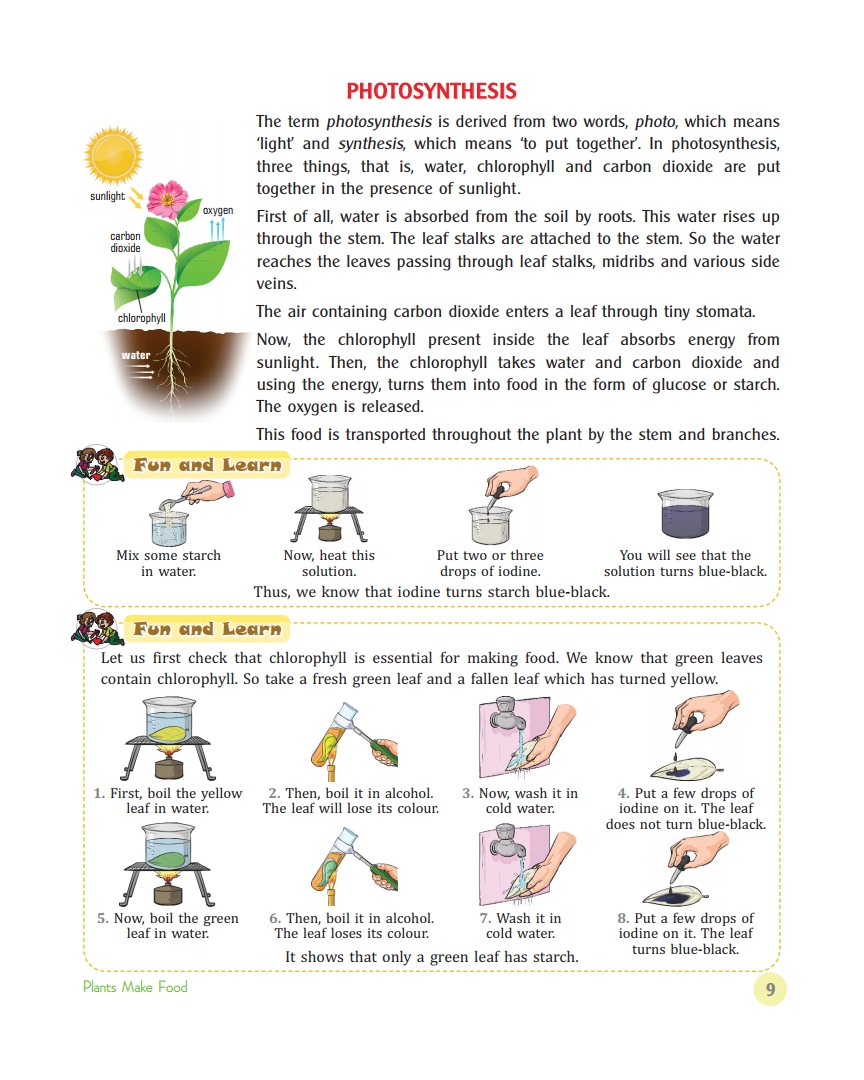 PHOTOSYNTHESIS
The term photosynthesis is derived from two words, photo, which means
‘light’ and synthesis, which means ‘to put together’. In photosynthesis,
three things, that is, water, chlorophyll and carbon dioxide are put
together in the presence of sunlight.
sunlight
oxygen
carbon
dioxide
chlorophyll
water
First of all, water is absorbed from the soil by roots. This water rises up
through the stem. The leaf stalks are attached to the stem. So the water
reaches the leaves passing through leaf stalks, midribs and various side
veins.
The air containing carbon dioxide enters a leaf through tiny stomata.
Now, the chlorophyll present inside the leaf absorbs energy from
sunlight. Then, the chlorophyll takes water and carbon dioxide and
using the energy, turns them into food in the form of glucose or starch.
The oxygen is released.
This food is transported throughout the plant by the stem and branches.
Fun and Learn
Mix some starch
in water.
Now, heat this
solution.
Put two or three
drops of iodine.
You will see that the
solution turns blue-black.
Thus, we know that iodine turns starch blue-black.
Fun and Learn
Let us first check that chlorophyll is essential for making food. We know that green leaves
contain chlorophyll. So take a fresh green leaf and a fallen leaf which has turned yellow.
1. First, boil the yellow
leaf in water.
2. Then, boil it in alcohol.
The leaf will lose its colour.
3. Now, wash it in
cold water.
4. Put a few drops of
iodine on it. The leaf
does not turn blue-black.
5. Now, boil the green
leaf in water.
6. Then, boil it in alcohol.
The leaf loses its colour.
7. Wash it in
cold water.
8. Put a few drops of
iodine on it. The leaf
turns blue-black.
It shows that only a green leaf has starch.
Plants Make Food
9